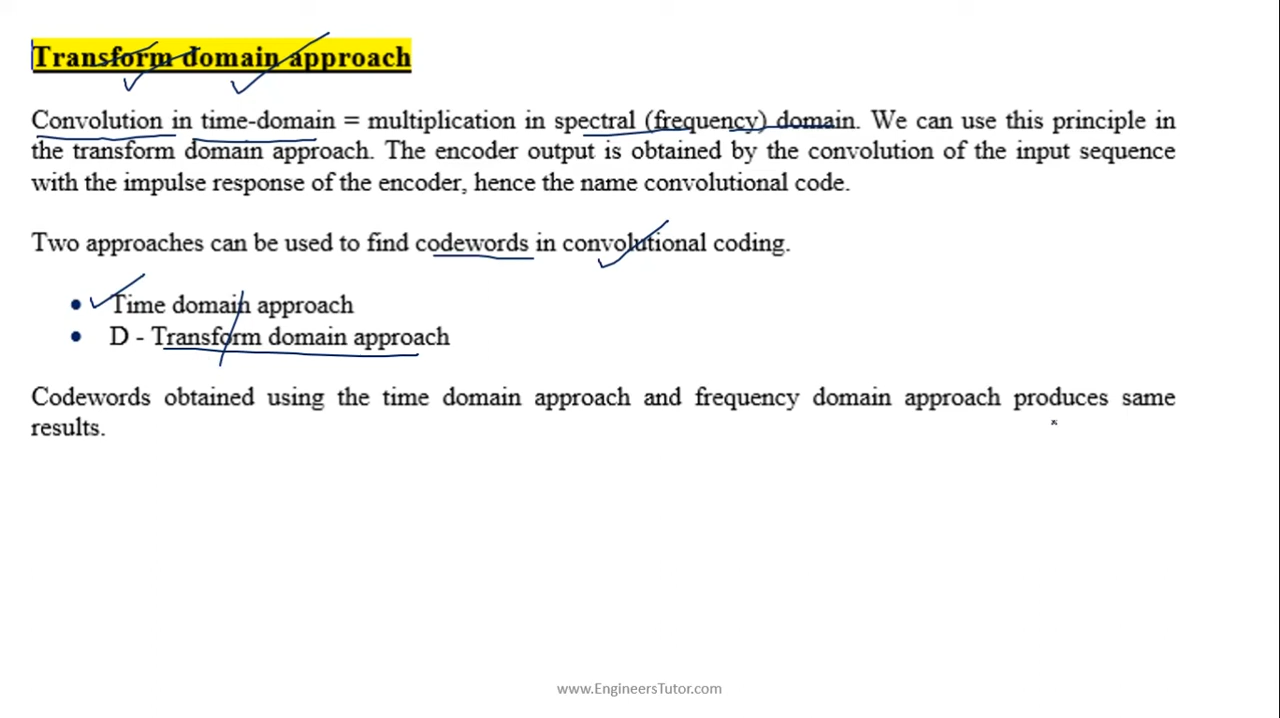 Transform domain approach
Convolution in time-domain = multiplication in spectral (frequency) domain. We can use this principle in
the transform domain approach. The encoder output is obtained by the convolution of the input sequence
with the impulse response of the encoder, hence the name convolutional code.
Two approaches can be used to find codewords in convolutional coding.
• Time domain approach
• D - Transform domain approach
Codewords obtained using the time domain approach and frequency domain approach produces same
results.
www.EngineersTutor.com